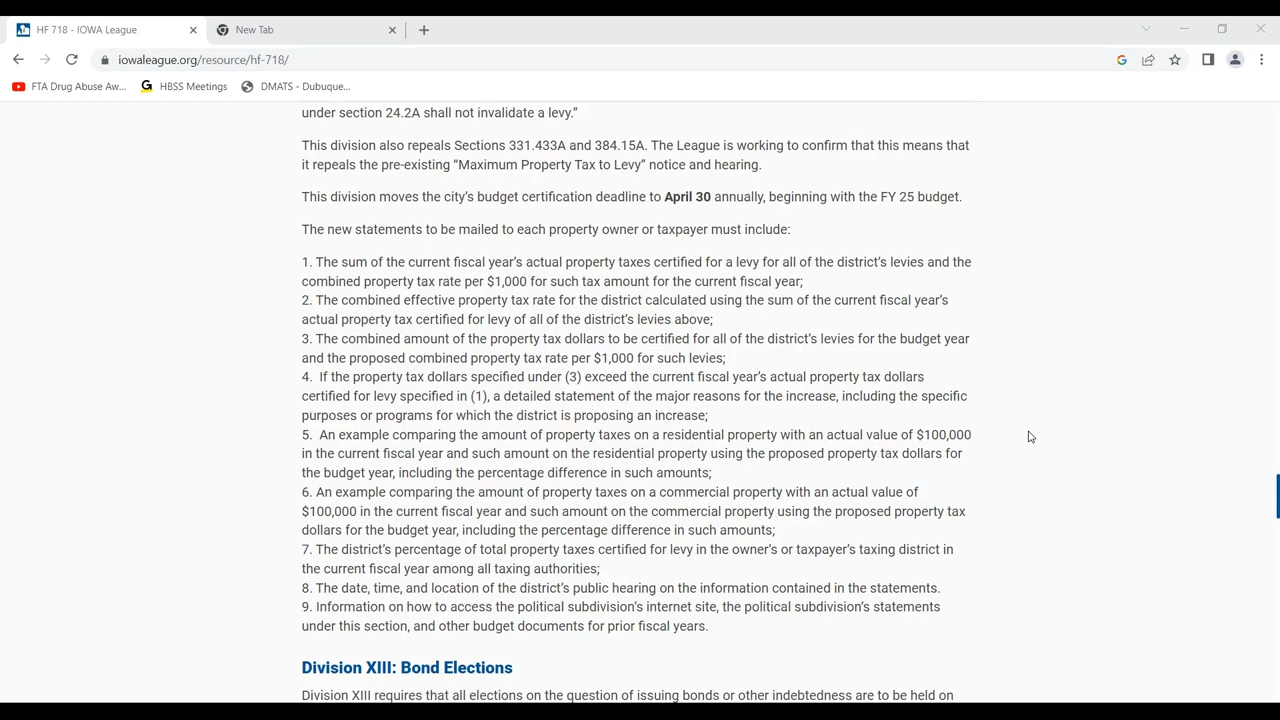 HF 718 - IOWA League
New Tab
iowaleague.org/resource/hf-718/
FTA Drug Abuse Aw...
HBSS Meetings
DMATS - Dubuque...
under section 24.2A shall not invalidate a levy.”
This division also repeals Sections 331.433A and 384.15A. The League is working to confirm that this means that
it repeals the pre-existing “Maximum Property Tax to Levy” notice and hearing.
This division moves the city’s budget certification deadline to April 30 annually, beginning with the FY 25 budget.
The new statements to be mailed to each property owner or taxpayer must include:
1. The sum of the current fiscal year’s actual property taxes certified for a levy for all of the district’s levies and the
combined property tax rate per $1,000 for such tax amount for the current fiscal year;
2. The combined effective property tax rate for the district calculated using the sum of the current fiscal year’s
actual property tax certified for levy of all of the district’s levies above;
3. The combined amount of the property tax dollars to be certified for all of the district’s levies for the budget year
and the proposed combined property tax rate per $1,000 for such levies;
4. If the property tax dollars specified under (3) exceed the current fiscal year’s actual property tax dollars
certified for levy specified in (1), a detailed statement of the major reasons for the increase, including the specific
purposes or programs for which the district is proposing an increase;
5. An example comparing the amount of property taxes on a residential property with an actual value of $100,000
in the current fiscal year and such amount on the residential property using the proposed property tax dollars for
the budget year, including the percentage difference in such amounts;
6. An example comparing the amount of property taxes on a commercial property with an actual value of
$100,000 in the current fiscal year and such amount on the commercial property using the proposed property tax
dollars for the budget year, including the percentage difference in such amounts;
7. The district’s percentage of total property taxes certified for levy in the owner’s or taxpayer’s taxing district in
the current fiscal year among all taxing authorities;
8. The date, time, and location of the district’s public hearing on the information contained in the statements.
9. Information on how to access the political subdivision’s internet site, the political subdivision’s statements
under this section, and other budget documents for prior fiscal years.
Division XIII: Bond Elections
Division XIII requires that all elections on the question of issuing bonds or other indebtedness are to be held on